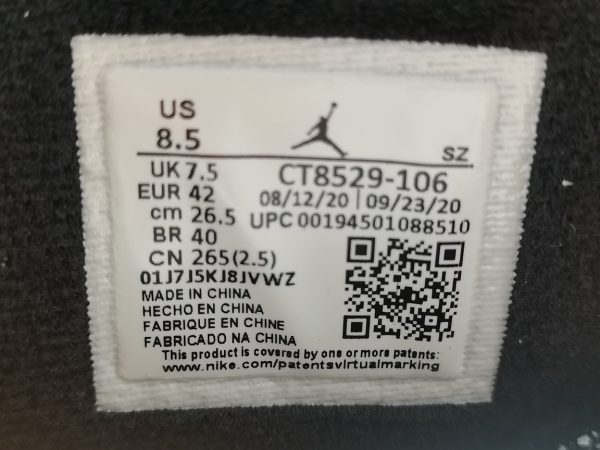 US
8.5
SZ
UK 7.5
CT8529-106
EUR 42
08/12/20 | 09/23/20
cm 26.5
UPC 00194501088510
BR 40
CN 265(2.5)
01J7J5KJ8JVWZ
MADE IN CHINA
HECHO EN CHINA
FABRIQUE EN CHINE
FABRICADO NA CHINA
This product is covered by one or more patents:
www.nike.com/patentsvirtualmarking